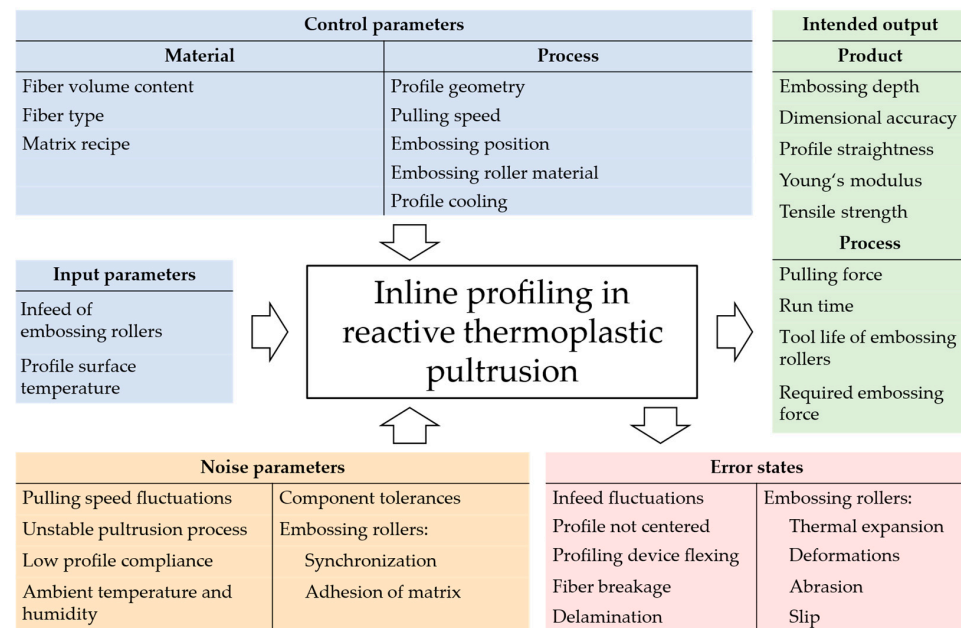 Control parameters
Material
Process
Fiber volume content
Fiber type
Matrix recipe
Profile geometry
Pulling speed
Embossing position
Embossing roller material
Profile cooling
Intended output
Product
Embossing depth
Dimensional accuracy
Profile straightness
Young‘s modulus
Tensile strength
Process
Pulling force
Run time
Tool life of embossing
rollers
Required embossing
force
Input parameters
Infeed of
embossing rollers
Profile surface
temperature
Inline profiling in
reactive thermoplastic
pultrusion
Noise parameters
Pulling speed fluctuations
Unstable pultrusion process
Low profile compliance
Ambient temperature and
humidity
Component tolerances
Embossing rollers:
Synchronization
Adhesion of matrix
Error states
Infeed fluctuations
Profile not centered
Profiling device flexing
Fiber breakage
Delamination
Embossing rollers:
Thermal expansion
Deformations
Abrasion
Slip